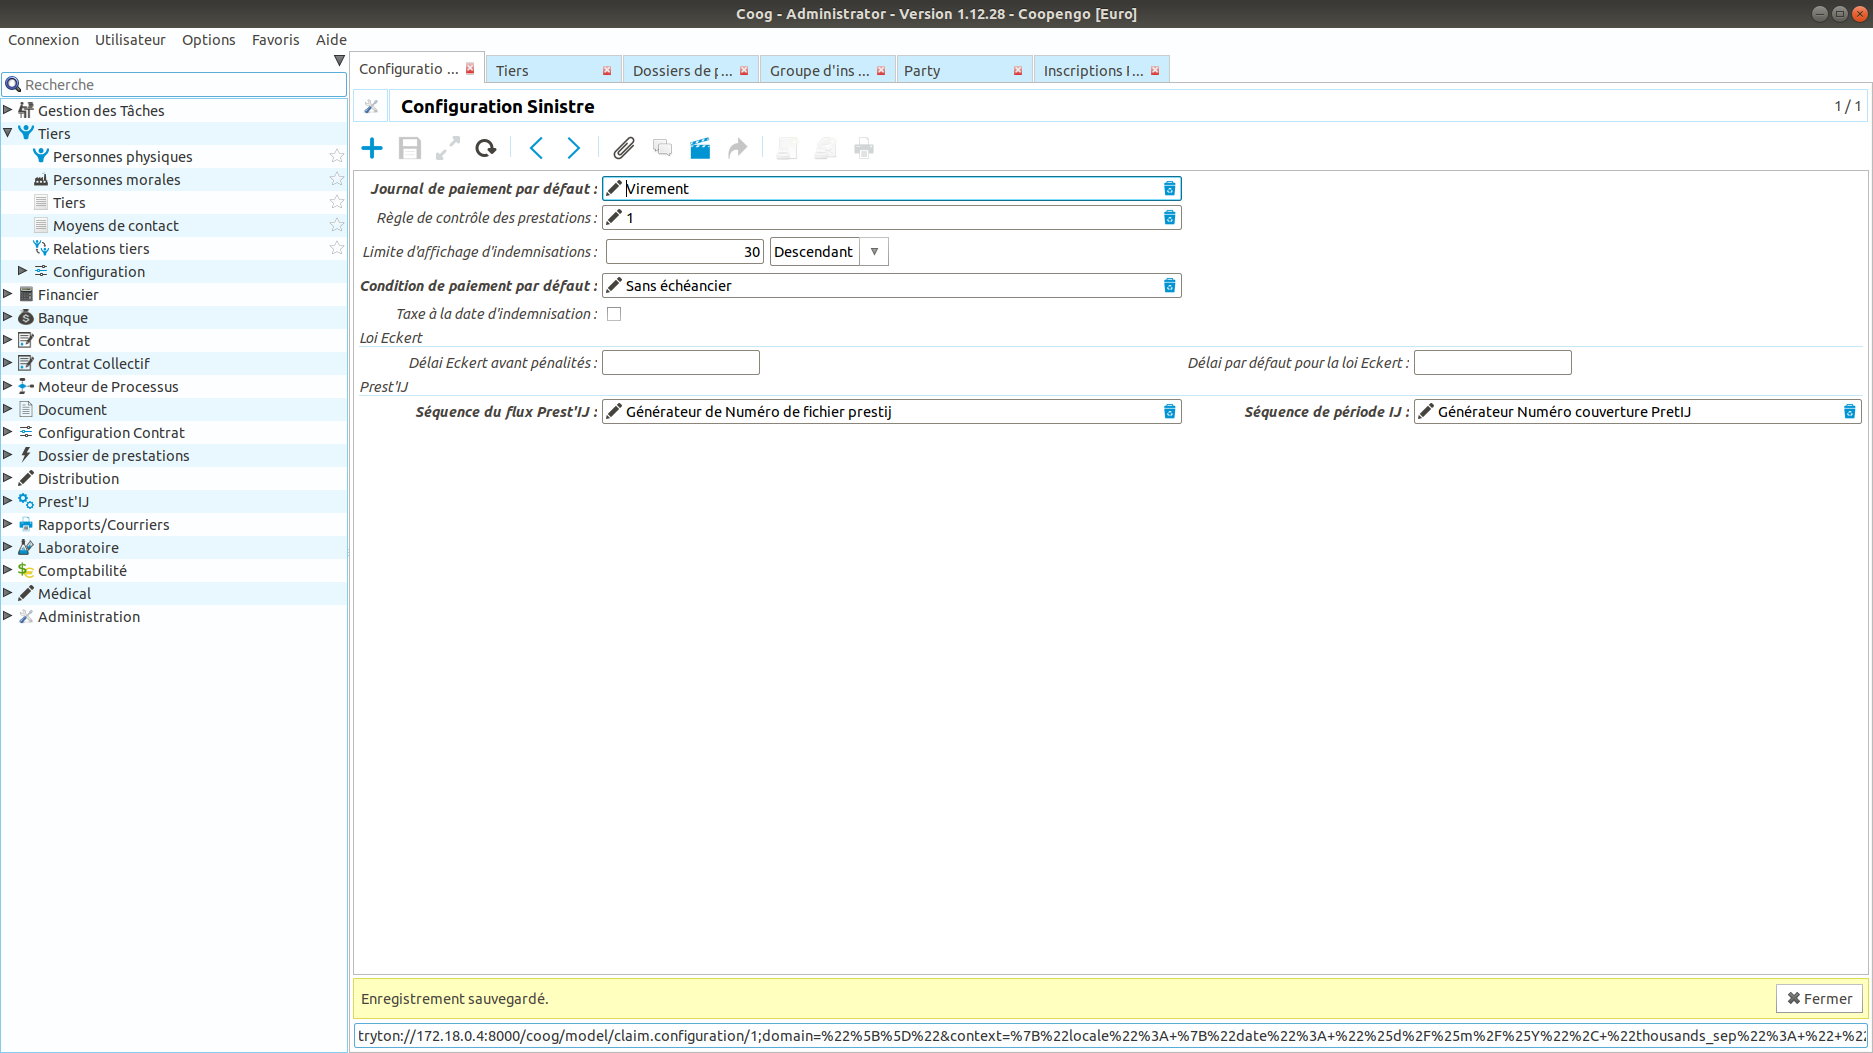 Coog - Administrator - Version 1.12.28 - Coopengo [Euro]
Connexion Utilisateur Options Favoris Aide
Recherche
Gestion des Tâches
Tiers
Personnes physiques
Personnes morales
Tiers
Moyens de contact
Relations tiers
Configuration
Financier
Banque
Contrat
Contrat Collectif
Moteur de Processus
Document
Configuration Contrat
Dossier de prestations
Distribution
Prest'IJ
Rapports/Courriers
Laboratoire
Comptabilité
Médical
Administration
Configuratio ... Tiers Dossiers de p... Groupe d'ins ... Party Inscriptions I ...
Configuration Sinistre 1 / 1
Journal de paiement par défaut : Virement
Règle de contrôle des prestations : 1
Limite d'affichage d'indemnisations : 30 Descendant
Condition de paiement par défaut : Sans échéancier
Taxe à la date d'indemnisation :
Loi Eckert
Délai Eckert avant pénalités : Délai par défaut pour la loi Eckert :
Prest'IJ
Séquence du flux Prest'IJ : Générateur de Numéro de fichier prestij Séquence de période IJ : Générateur Numéro couverture PretIJ
Enregistrement sauvegardé. Fermer
tryton://172.18.0.4:8000/coog/model/claim.configuration/1;domain=%22%5B%5D%22&context=%7B%22locale%22%3A+%7B%22date%22%3A+%22%25d%2F%25m%2F%25Y%22%2C+%22thousands_sep%22%3A+%22+%2